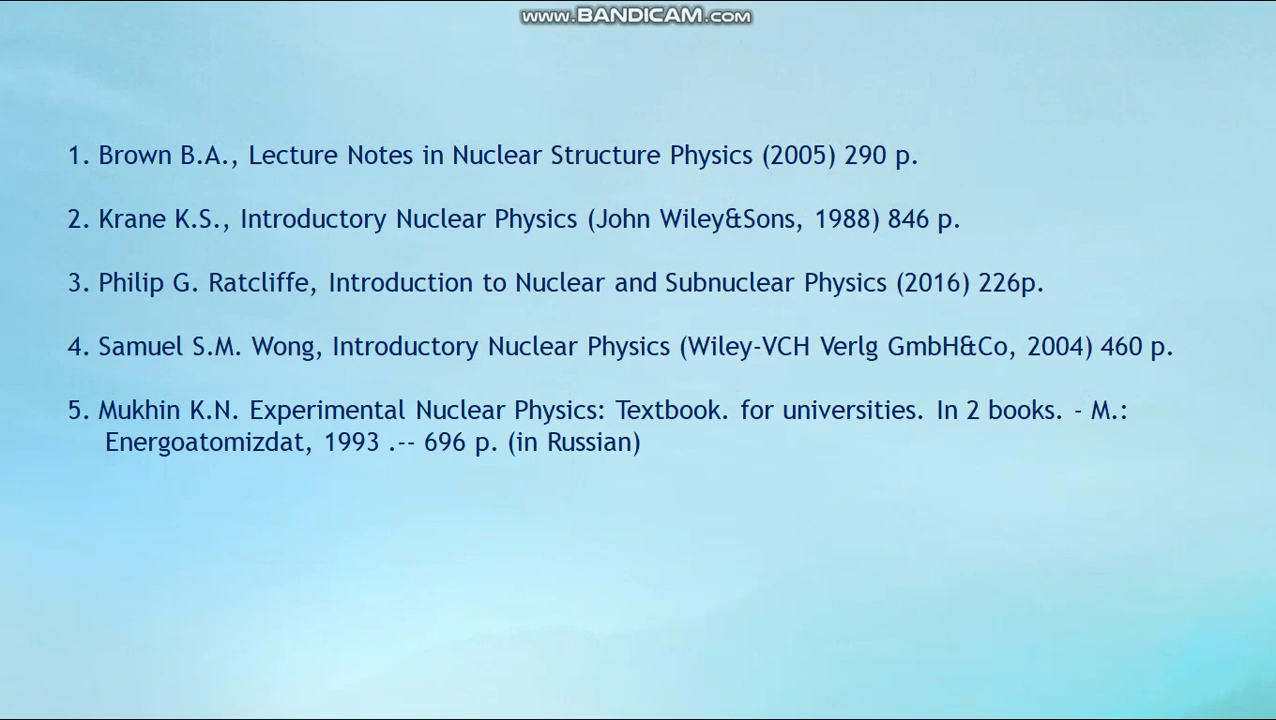 www.BANDICAM.com
1. Brown B.A., Lecture Notes in Nuclear Structure Physics (2005) 290 p.
2. Krane K.S., Introductory Nuclear Physics (John Wiley&Sons, 1988) 846 p.
3. Philip G. Ratcliffe, Introduction to Nuclear and Subnuclear Physics (2016) 226p.
4. Samuel S.M. Wong, Introductory Nuclear Physics (Wiley-VCH Verlg GmbH&Co, 2004) 460 p.
5. Mukhin K.N. Experimental Nuclear Physics: Textbook. for universities. In 2 books. - M.:
Energoatomizdat, 1993 .-- 696 p. (in Russian)